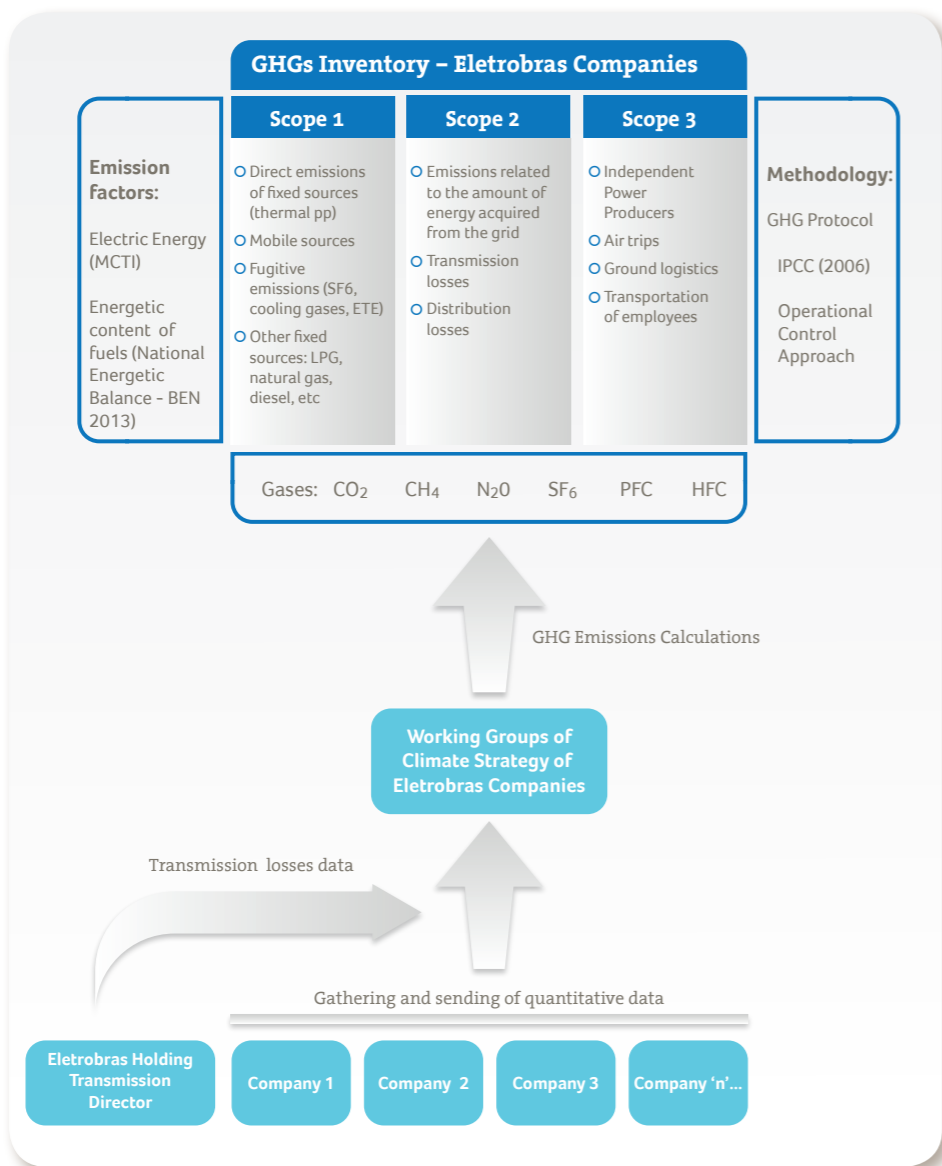 GHGs Inventory – Eletrobras Companies
Emission
factors:
Electric Energy
(MCTI)
Energetic
content of
fuels (National
Energetic
Balance - BEN
2013)
Scope 1
Direct emissions
of fixed sources
(thermal pp)
Mobile sources
Fugitive
emissions (SF6,
cooling gases, ETE)
Other fixed
sources: LPG,
natural gas,
diesel, etc
Scope 2
Emissions related
to the amount of
energy acquired
from the grid
Transmission
losses
Distribution
losses
Scope 3
Independent
Power
Producers
Air trips
Ground logistics
Transportation
of employees
Methodology:
GHG Protocol
IPCC (2006)
Operational
Control
Approach
Gases: CO₂ CH₄ N₂0 SF₆ PFC HFC
GHG Emissions Calculations
Working Groups of
Climate Strategy of
Eletrobras Companies
Transmission losses data
Gathering and sending of quantitative data
Eletrobras Holding
Transmission
Director
Company 1
Company 2
Company 3
Company ‘n’...